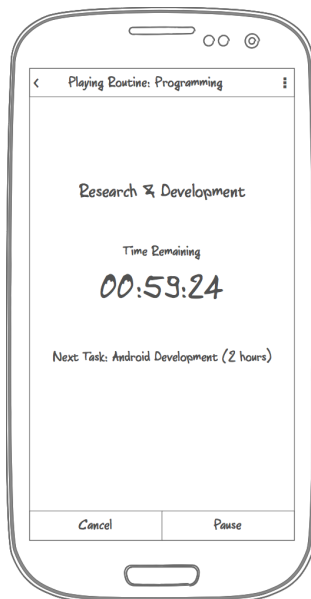 Playing Routine: Programming
Research & Development
Time Remaining
00:59:24
Next Task: Android Development (2 hours)
Cancel
Pause